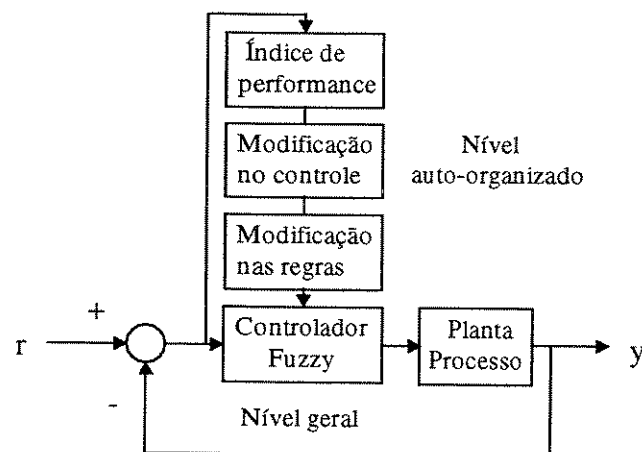 Índice de
performance
Modificação
no controle
Nível
auto-organizado
Modificação
nas regras
+
r
Controlador
Fuzzy
Planta
Processo
y
-
Nível geral